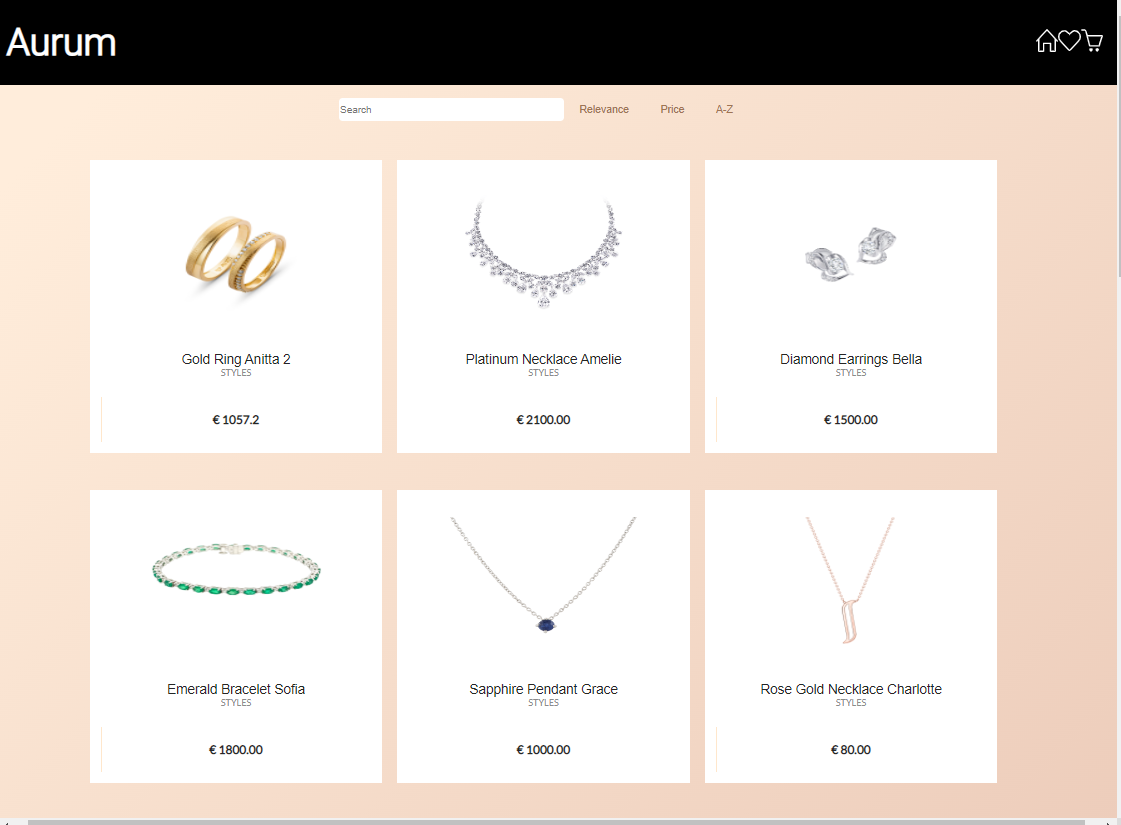 Aurum
Search Relevance Price A-Z
Gold Ring Anitta 2
STYLES
€ 1057.2
Platinum Necklace Amelie
STYLES
€ 2100.00
Diamond Earrings Bella
STYLES
€ 1500.00
Emerald Bracelet Sofia
STYLES
€ 1800.00
Sapphire Pendant Grace
STYLES
€ 1000.00
Rose Gold Necklace Charlotte
STYLES
€ 80.00